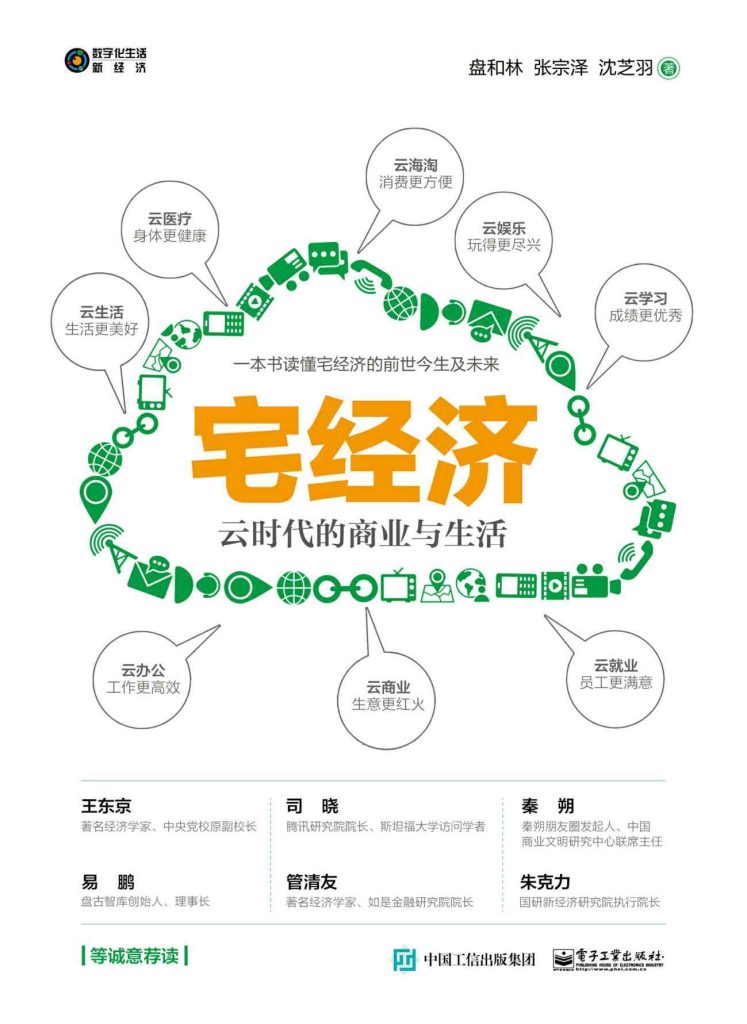 数字化生活
新经济
盘和林 张宗泽 沈芝羽 著
云海淘
消费更方便
云医疗
身体更健康
云娱乐
玩得更尽兴
云生活
生活更美好
云学习
成绩更优秀
一本书读懂宅经济的前世今生及未来
宅经济
云时代的商业与生活
云办公
工作更高效
云商业
生意更红火
云就业
员工更满意
王东京
著名经济学家、中央党校原副校长
司 晓
腾讯研究院院长、斯坦福大学访问学者
秦 朔
秦朔朋友圈发起人、中国
商业文明研究中心联席主任
易 鹏
盘古智库创始人、理事长
管清友
著名经济学家、如是金融研究院院长
朱克力
国研新经济研究院执行院长
等诚意荐读
中国工信出版集团
電子工業出版社
PUBLISHING HOUSE OF ELECTRONICS INDUSTRY
http://www.phei.com.cn